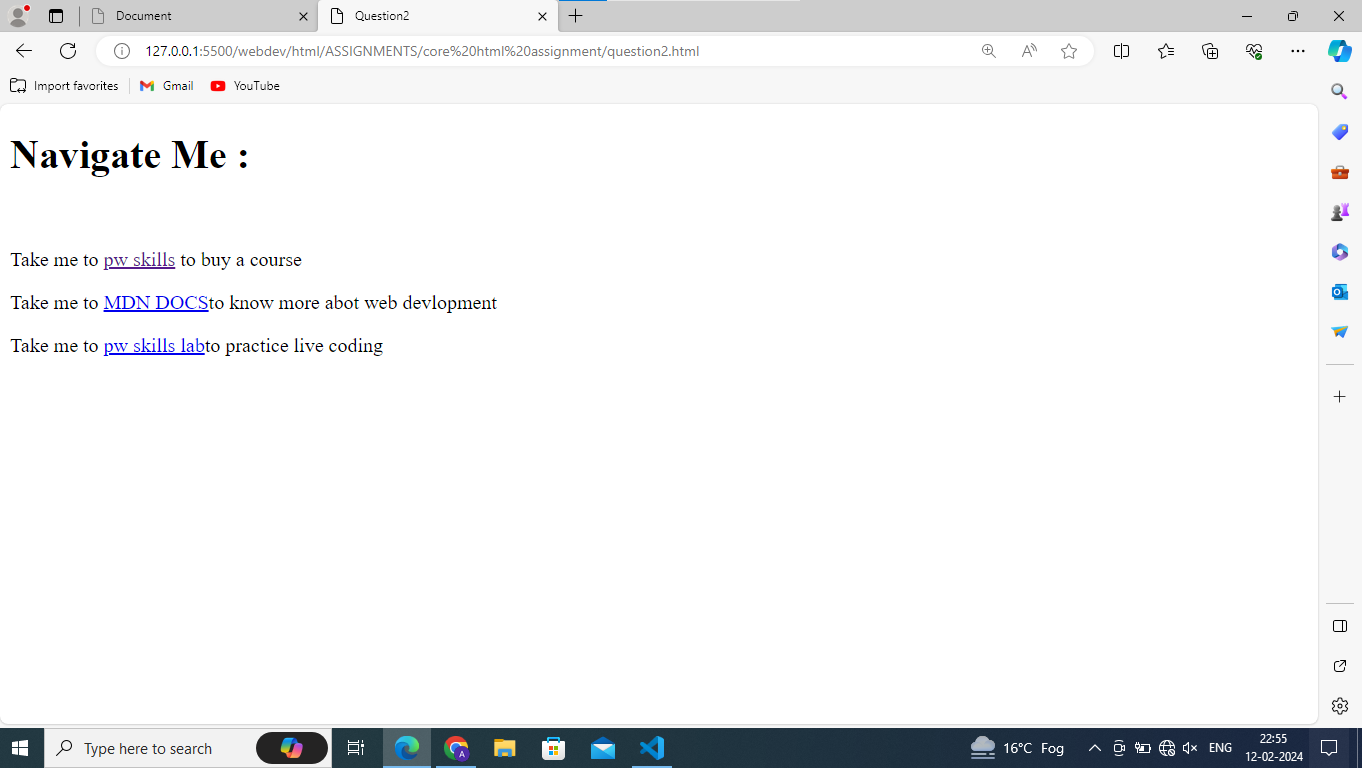 Document
Question2
127.0.0.1:5500/webdev/html/ASSIGNMENTS/core%20html%20assignment/question2.html
Import favorites
Gmail
YouTube
Navigate Me :
Take me to pw skills to buy a course
Take me to MDN DOCSto know more abot web devlopment
Take me to pw skills labto practice live coding
Type here to search
16°C Fog
ENG
22:55
12-02-2024